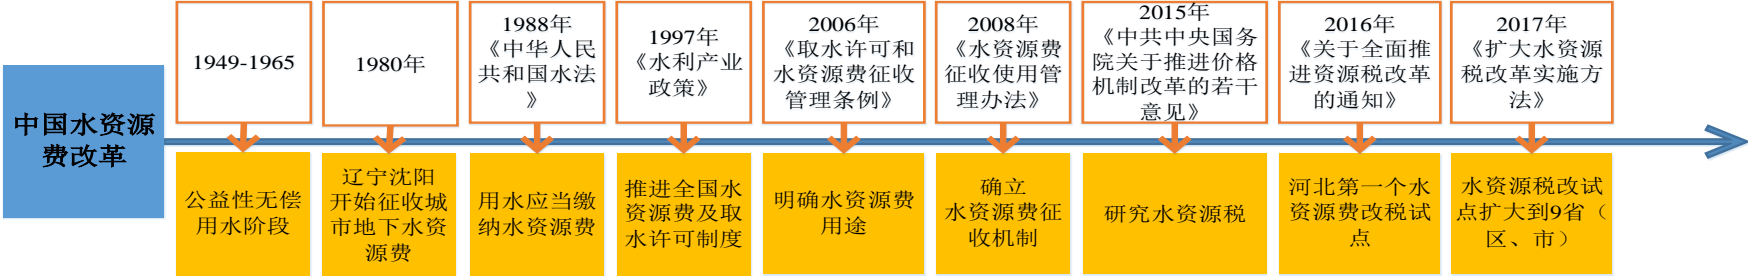 中国水资源
费改革
1949-1965
公益性无偿
用水阶段
1980年
辽宁沈阳
开始征收城
市地下水资
源费
1988年
《中华人民
共和国水法
》
用水应当缴
纳水资源费
1997年
《水利产业
政策》
推进全国水
资源费及取
水许可制度
2006年
《取水许可和
水资源费征收
管理条例》
明确水资源费
用途
2008年
《水资源费
征收使用管
理办法》
确立
水资源费征
收机制
2015年
《中共中央国务
院关于推进价格
机制改革的若干
意见》
研究水资源税
2016年
《关于全面推
进资源税改革
的通知》
河北第一个水
资源费改税试
点
2017年
《扩大水资源
税改革实施方
法》
水资源税改试
点扩大到9省（
区、市）